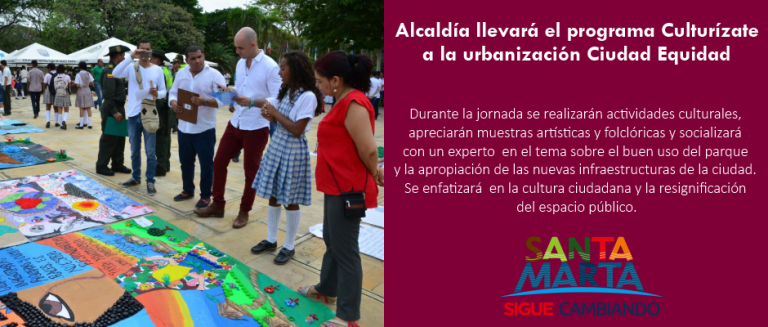 Alcaldía llevará el programa Culturízate
a la urbanización Ciudad Equidad
Durante la jornada se realizarán actividades culturales,
apreciarán muestras artísticas y folclóricas y socializará
con un experto en el tema sobre el buen uso del parque
y la apropiación de las nuevas infraestructuras de la ciudad.
Se enfatizará en la cultura ciudadana y la resignificación
del espacio público.
SANTA
MARTA
SIGUE CAMBIANDO